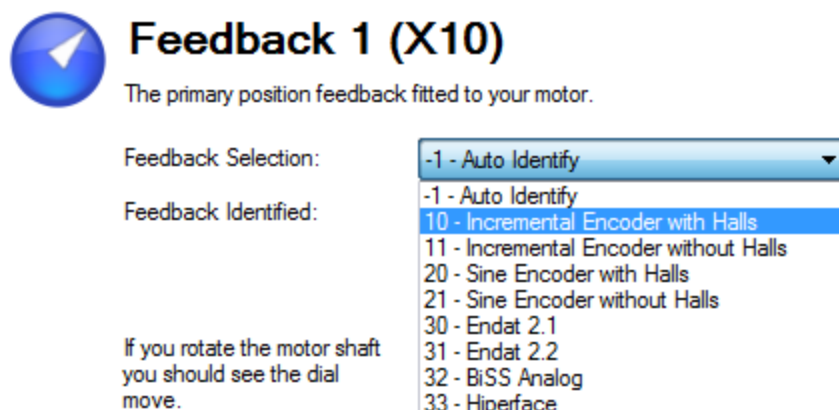 Feedback 1 (X10)
The primary position feedback fitted to your motor.
Feedback Selection:
-1 - Auto Identify
-1 - Auto Identify
Feedback Identified:
10 - Incremental Encoder with Halls
11 - Incremental Encoder without Halls
20 - Sine Encoder with Halls
21 - Sine Encoder without Halls
30 - Endat 2.1
31 - Endat 2.2
32 - BiSS Analog
33 - Hiperface
If you rotate the motor shaft
you should see the dial
move.